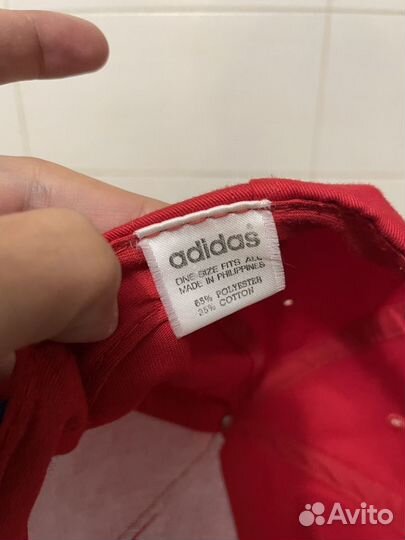 adidas
ONE SIZE FITS ALL
MADE IN PHILIPPINES
65% POLYESTER
35% COTTON
Avito